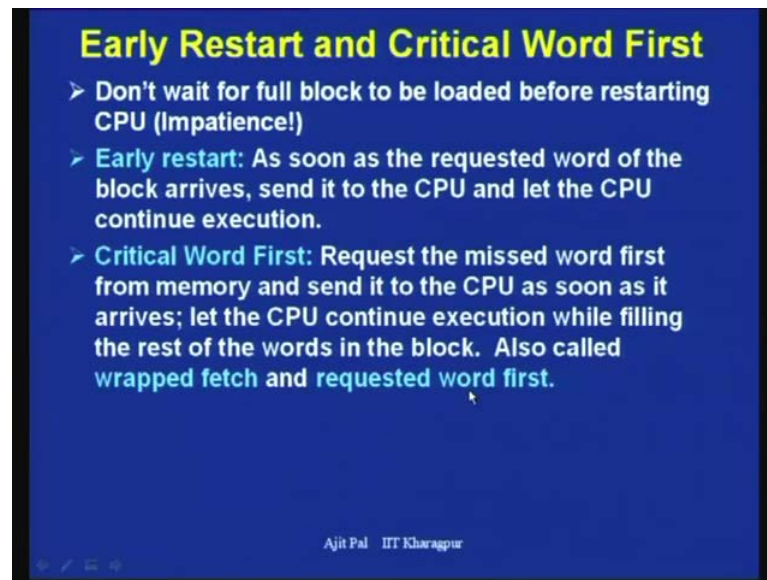 Early Restart and Critical Word First
➢ Don't wait for full block to be loaded before restarting
CPU (Impatience!)
➢ Early restart: As soon as the requested word of the
block arrives, send it to the CPU and let the CPU
continue execution.
➢ Critical Word First: Request the missed word first
from memory and send it to the CPU as soon as it
arrives; let the CPU continue execution while filling
the rest of the words in the block. Also called
wrapped fetch and requested word first.
Ajit Pal IIT Kharagpur